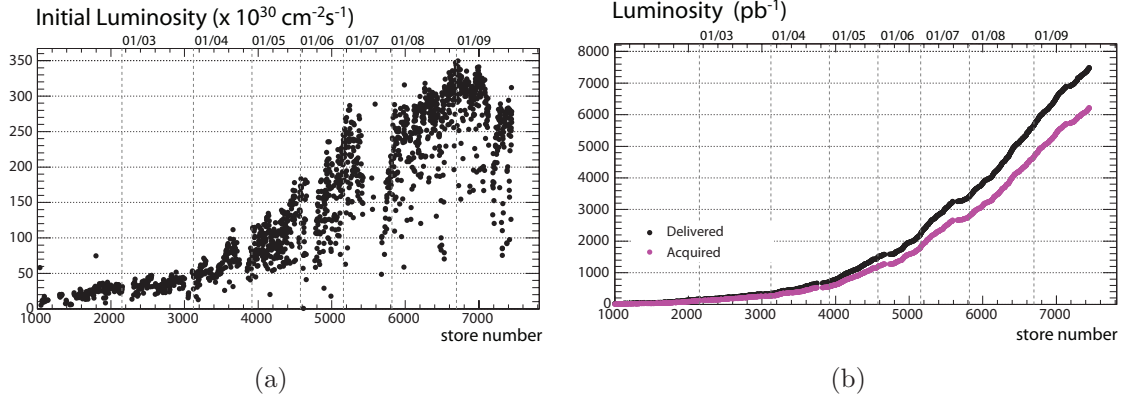 Initial Luminosity (x 10³⁰ cm⁻²s⁻¹)
01/03 01/04 01/05 01/06 01/07 01/08 01/09
350
300
250
200
150
100
50
0
1000 2000 3000 4000 5000 6000 7000
store number
(a)
Luminosity (pb⁻¹)
01/03 01/04 01/05 01/06 01/07 01/08 01/09
8000
7000
6000
5000
4000
3000
2000
1000
0
Delivered
Acquired
1000 2000 3000 4000 5000 6000 7000
store number
(b)